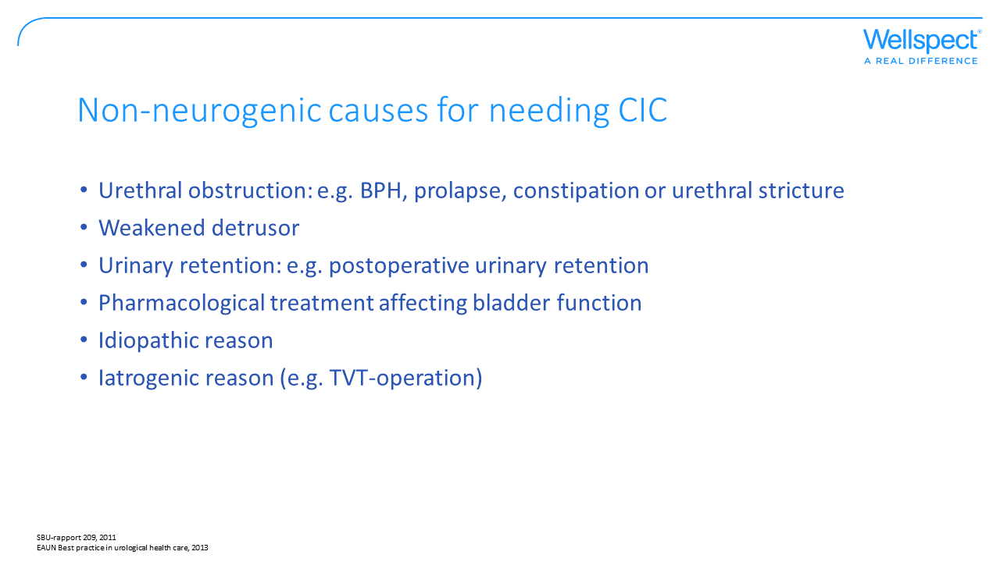 Wellspect®
A REAL DIFFERENCE
Non-neurogenic causes for needing CIC
• Urethral obstruction: e.g. BPH, prolapse, constipation or urethral stricture
• Weakened detrusor
• Urinary retention: e.g. postoperative urinary retention
• Pharmacological treatment affecting bladder function
• Idiopathic reason
• Iatrogenic reason (e.g. TVT-operation)
SBU-rapport 209, 2011
EAUN Best practice in urological health care, 2013